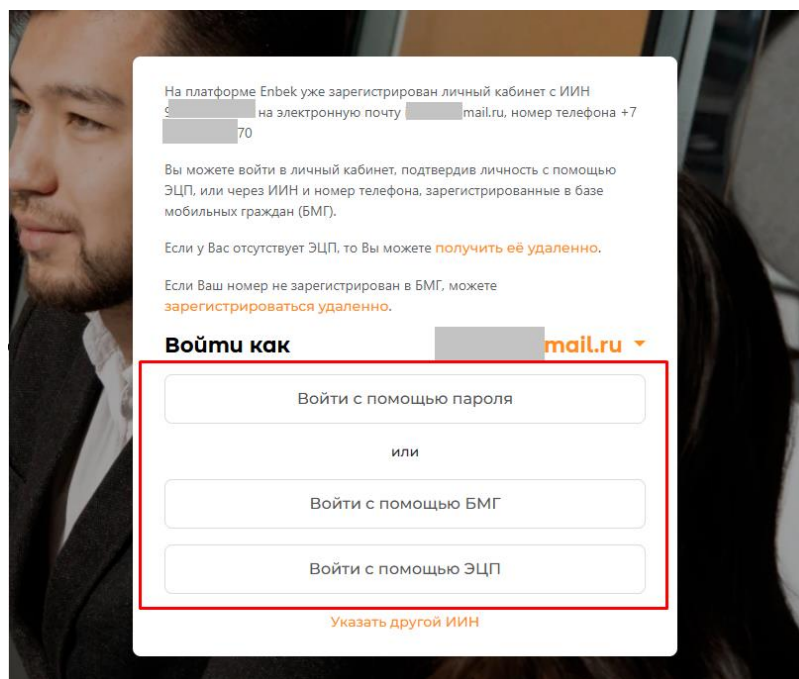 На платформе Enbek уже зарегистрирован личный кабинет с ИИН
9 на электронную почту mail.ru, номер телефона +7
70
Вы можете войти в личный кабинет, подтвердив личность с помощью
ЭЦП, или через ИИН и номер телефона, зарегистрированные в базе
мобильных граждан (БМГ).
Если у Вас отсутствует ЭЦП, то Вы можете получить её удаленно.
Если Ваш номер не зарегистрирован в БМГ, можете
зарегистрироваться удаленно.
Войти как mail.ru
Войти с помощью пароля
или
Войти с помощью БМГ
Войти с помощью ЭЦП
Указать другой ИИН